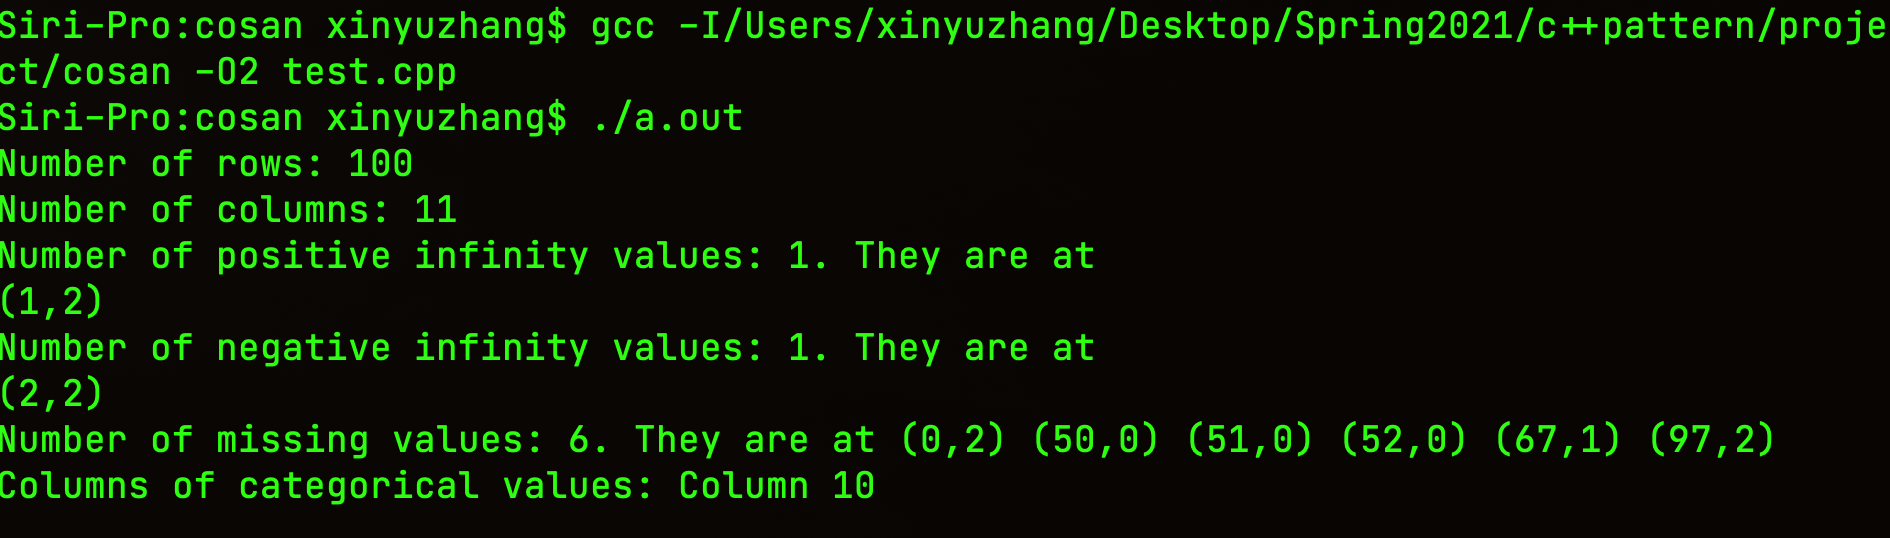 Siri-Pro:cosan xinyuzhang$ gcc -I/Users/xinyuzhang/Desktop/Spring2021/c++pattern/proje
ct/cosan -O2 test.cpp
Siri-Pro:cosan xinyuzhang$ ./a.out
Number of rows: 100
Number of columns: 11
Number of positive infinity values: 1. They are at
(1,2)
Number of negative infinity values: 1. They are at
(2,2)
Number of missing values: 6. They are at (0,2) (50,0) (51,0) (52,0) (67,1) (97,2)
Columns of categorical values: Column 10